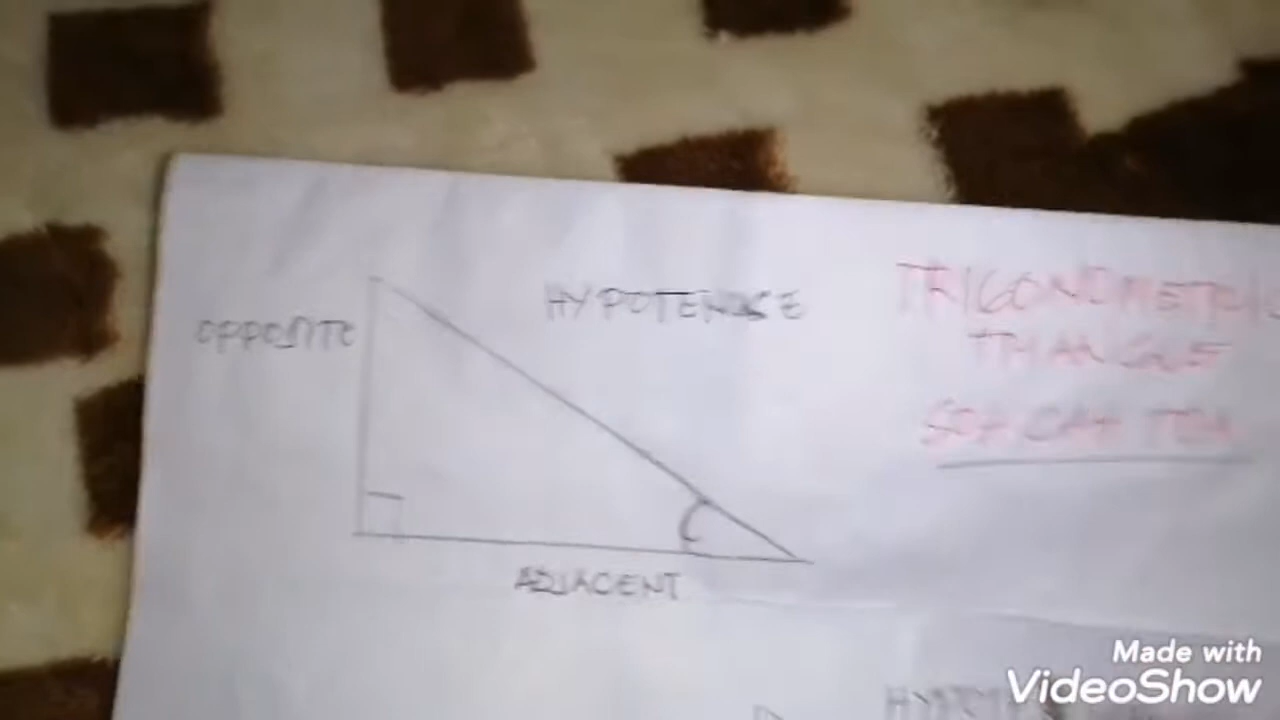 OPPOSITE
HYPOTENUSE
TRIGONOMETRIC
TRIANGLE
SOH CAH TOA
ADJACENT
Made with
VideoShow